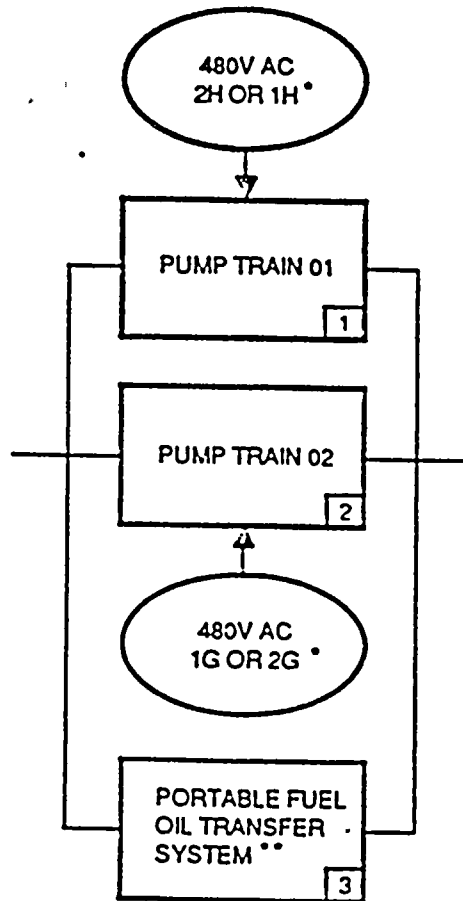 480V AC
2H OR 1H *
PUMP TRAIN 01
1
PUMP TRAIN 02
2
480V AC
1G OR 2G *
PORTABLE FUEL
OIL TRANSFER
SYSTEM **
3